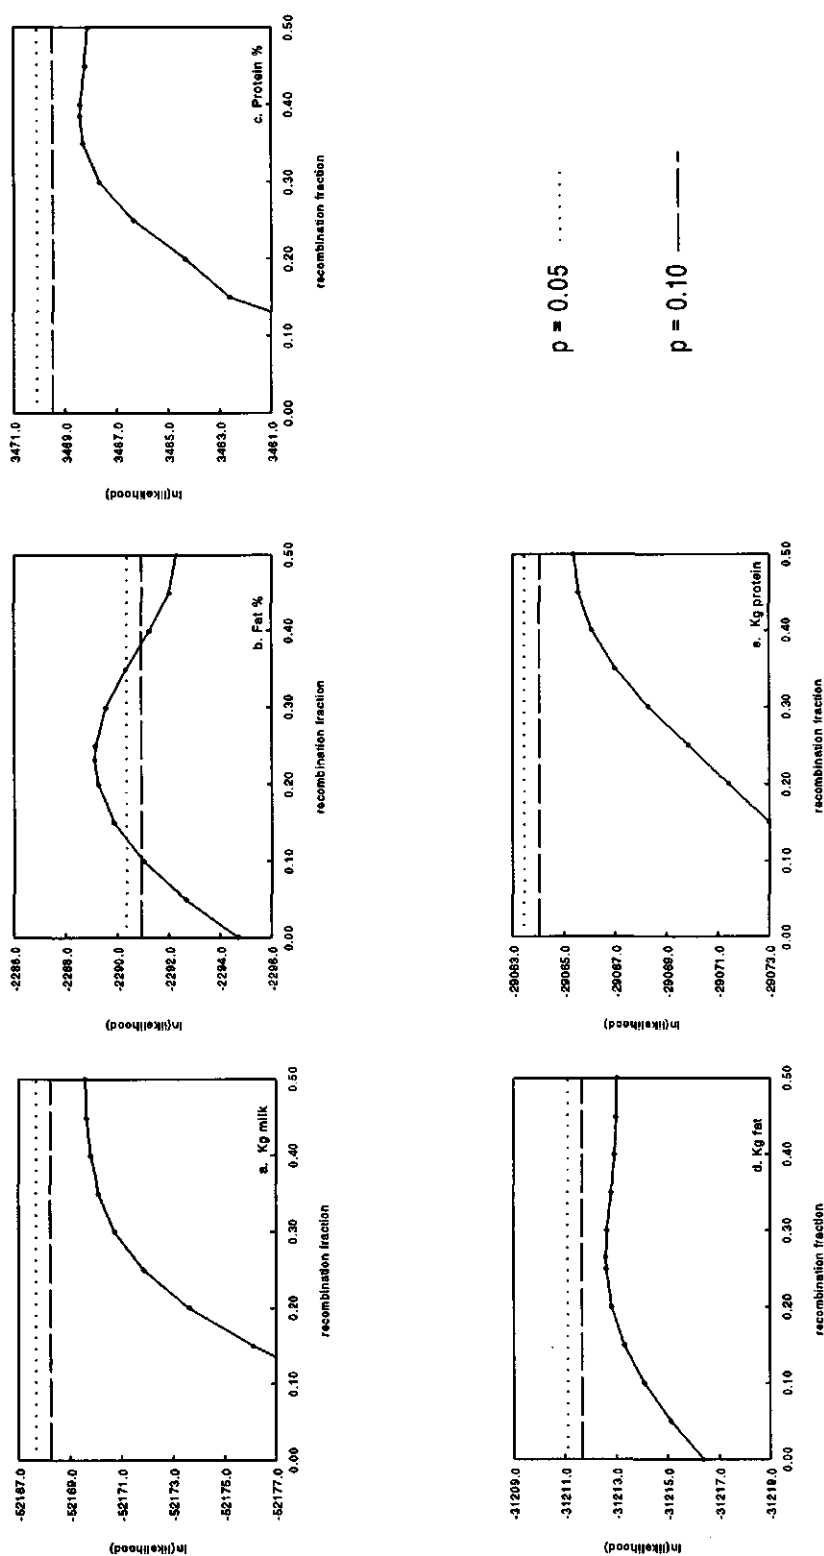 ln(likelihood)
-52167.0
-52169.0
-52171.0
-52173.0
-52175.0
-52177.0
a. Kg milk
0.00 0.10 0.20 0.30 0.40 0.50
recombination fraction
ln(likelihood)
-2286.0
-2288.0
-2290.0
-2292.0
-2294.0
-2296.0
b. Fat %
0.00 0.10 0.20 0.30 0.40 0.50
recombination fraction
ln(likelihood)
3471.0
3469.0
3467.0
3465.0
3463.0
3461.0
c. Protein %
0.00 0.10 0.20 0.30 0.40 0.50
recombination fraction
ln(likelihood)
-31209.0
-31211.0
-31213.0
-31215.0
-31217.0
-31219.0
d. Kg fat
0.00 0.10 0.20 0.30 0.40 0.50
recombination fraction
ln(likelihood)
-29063.0
-29065.0
-29067.0
-29069.0
-29071.0
-29073.0
e. Kg protein
0.00 0.10 0.20 0.30 0.40 0.50
recombination fraction
p = 0.05
p = 0.10